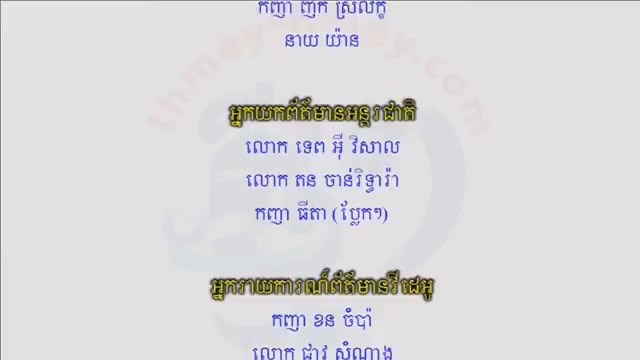 កញ្ញា ញ៉ក ស្រីលក្ខ
នាយ យ៉ាន
អ្នកយកព័ត៌មានអន្តរជាតិ
លោក ទេព អ៊ី វិសាល
លោក តន ចាន់រិទ្ធារ៉ា
កញា ធីតា (ប្លែកៗ)
អ្នករាយការណ៍ព័ត៌មានវីដេអូ
កញា ខន ចំប៉ា
លោក ជាវ សំណាង